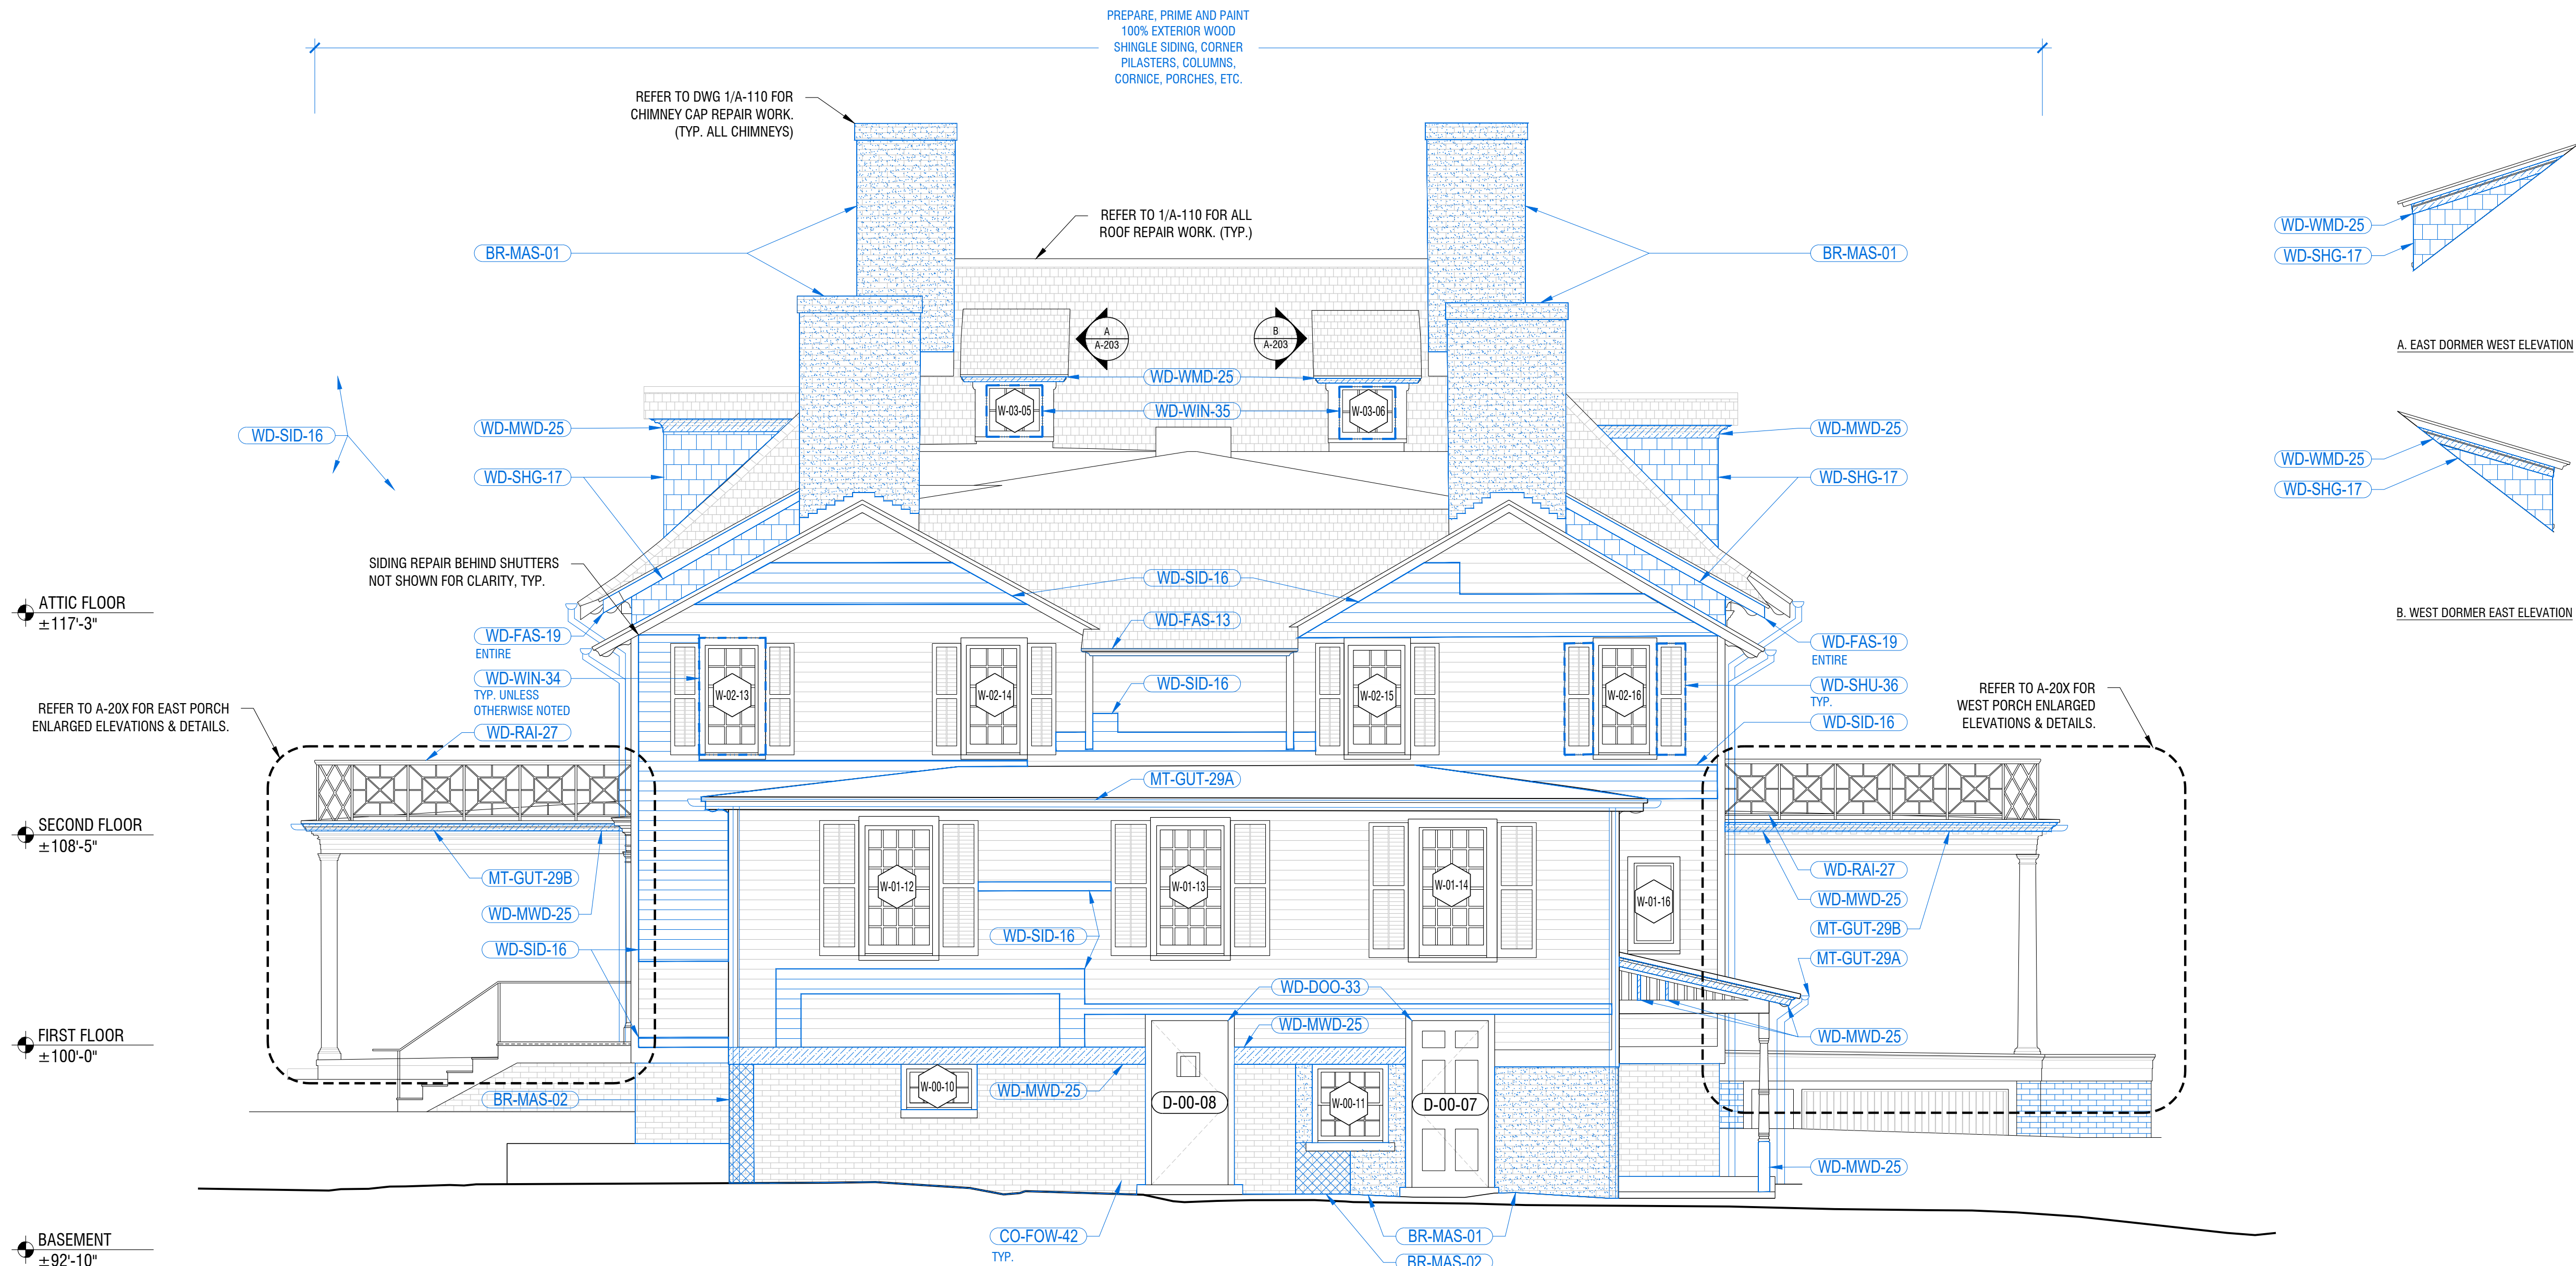 PREPARE, PRIME AND PAINT
100% EXTERIOR WOOD
SHINGLE SIDING, CORNER
PILASTERS, COLUMNS,
CORNICE, PORCHES, ETC.
REFER TO DWG 1/A-110 FOR
CHIMNEY CAP REPAIR WORK.
(TYP. ALL CHIMNEYS)
REFER TO 1/A-110 FOR ALL
ROOF REPAIR WORK. (TYP.)
BR-MAS-01
BR-MAS-01
WD-WMD-25
WD-SHG-17
A
A-203
B
A-203
A. EAST DORMER WEST ELEVATION
WD-WMD-25
WD-WIN-35
W-03-05
W-03-06
WD-SID-16
WD-MWD-25
WD-SHG-17
WD-MWD-25
WD-SHG-17
WD-WMD-25
WD-SHG-17
B. WEST DORMER EAST ELEVATION
SIDING REPAIR BEHIND SHUTTERS
NOT SHOWN FOR CLARITY, TYP.
WD-SID-16
WD-FAS-13
ATTIC FLOOR
±117'-3"
WD-FAS-19
ENTIRE
WD-WIN-34
TYP. UNLESS
OTHERWISE NOTED
WD-RAI-27
WD-FAS-19
ENTIRE
WD-SHU-36
TYP.
WD-SID-16
WD-SID-16
W-02-13
W-02-14
W-02-15
W-02-16
REFER TO A-20X FOR EAST PORCH
ENLARGED ELEVATIONS & DETAILS.
REFER TO A-20X FOR
WEST PORCH ENLARGED
ELEVATIONS & DETAILS.
MT-GUT-29A
SECOND FLOOR
±108'-5"
MT-GUT-29B
WD-MWD-25
WD-SID-16
W-01-12
W-01-13
W-01-14
W-01-16
WD-SID-16
WD-RAI-27
WD-MWD-25
MT-GUT-29B
MT-GUT-29A
WD-MWD-25
WD-DOO-33
WD-MWD-25
FIRST FLOOR
±100'-0"
BR-MAS-02
W-00-10
WD-MWD-25
D-00-08
W-00-11
D-00-07
WD-MWD-25
BASEMENT
±92'-10"
CO-FOW-42
TYP.
BR-MAS-01
BR-MAS-02